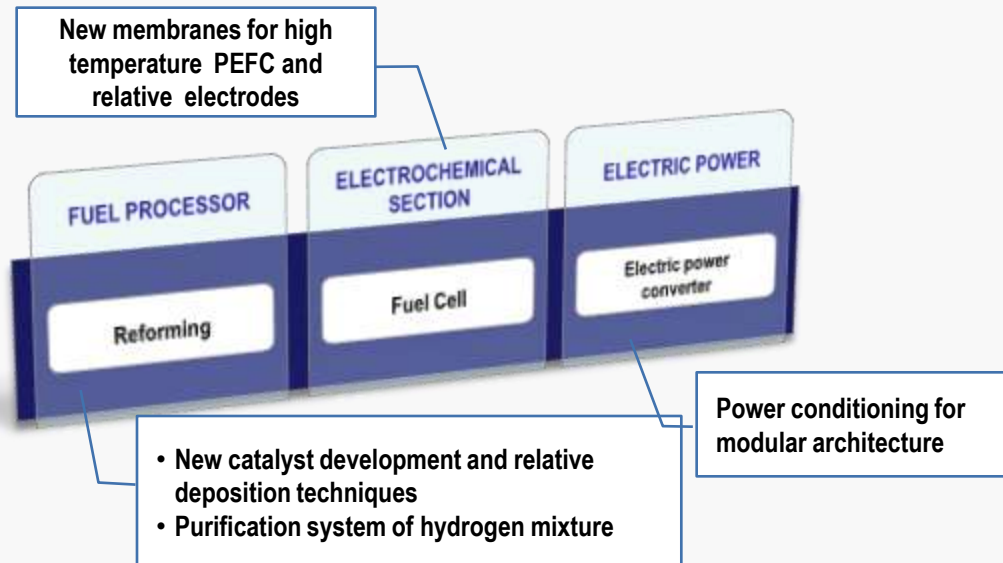 New membranes for high
temperature PEFC and
relative electrodes
FUEL PROCESSOR
ELECTROCHEMICAL
SECTION
ELECTRIC POWER
Reforming
Fuel Cell
Electric power
converter
• New catalyst development and relative
deposition techniques
• Purification system of hydrogen mixture
Power conditioning for
modular architecture